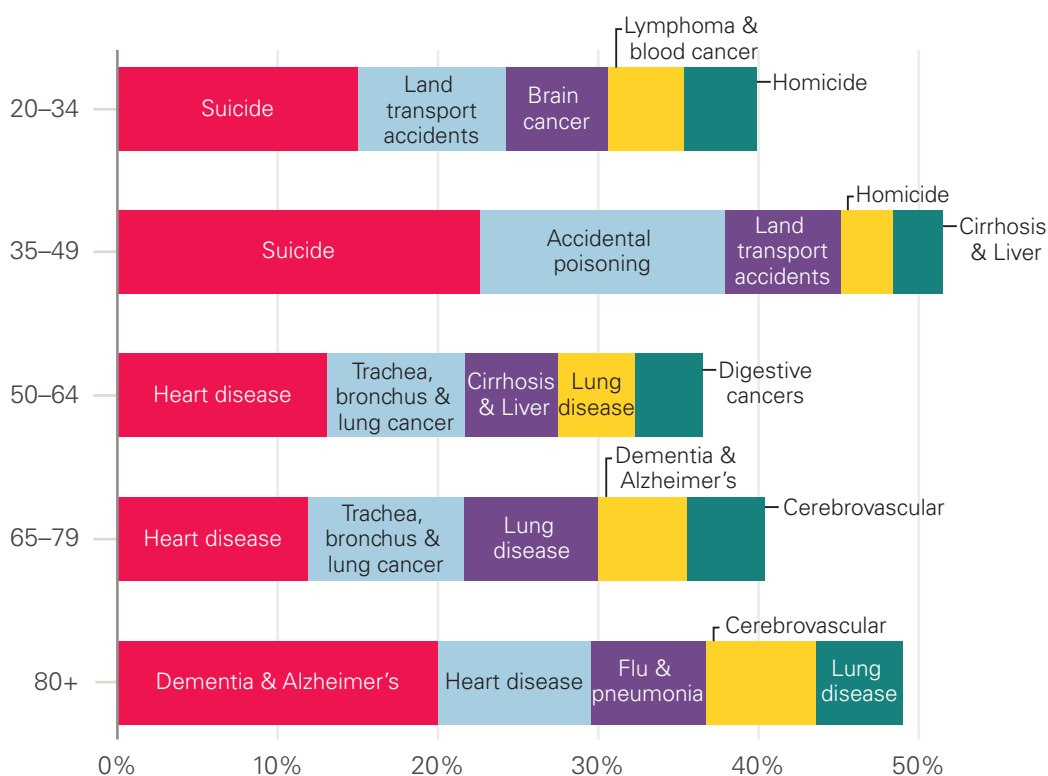 Lymphoma &
blood cancer
20–34
Suicide
Land
transport
accidents
Brain
cancer
Homicide
Homicide
35–49
Suicide
Accidental
poisoning
Land
transport
accidents
Cirrhosis
& Liver
50–64
Heart disease
Trachea,
bronchus &
lung cancer
Cirrhosis
& Liver
Lung
disease
Digestive
cancers
Dementia &
Alzheimer's
65–79
Heart disease
Trachea,
bronchus &
lung cancer
Lung
disease
Cerebrovascular
Cerebrovascular
80+
Dementia & Alzheimer's
Heart disease
Flu &
pneumonia
Lung
disease
0%
10%
20%
30%
40%
50%